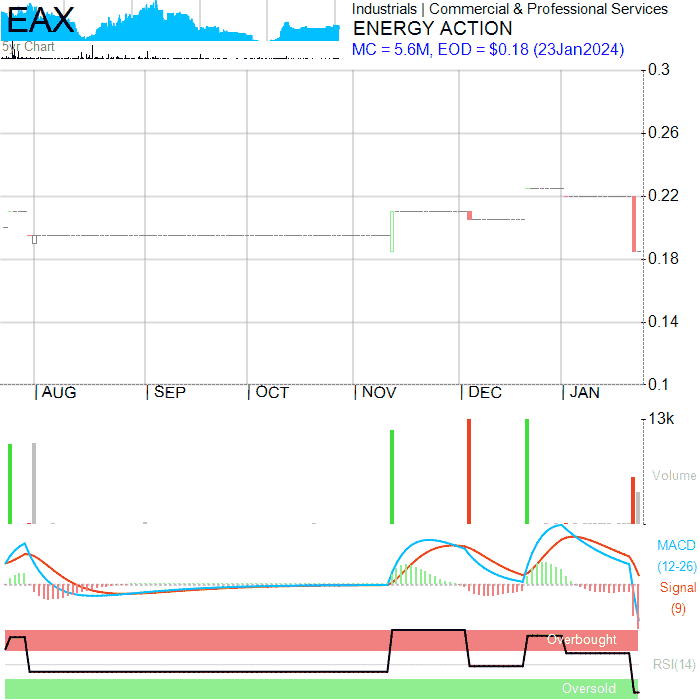 EAX
5yr Chart
Industrials | Commercial & Professional Services
ENERGY ACTION
MC = 5.6M, EOD = $0.18 (23Jan2024)
0.3
0.26
0.22
0.18
0.14
0.1
AUG SEP OCT NOV DEC JAN
13k
Volume
MACD
(12-26)
Signal
(9)
Overbought
RSI(14)
Oversold